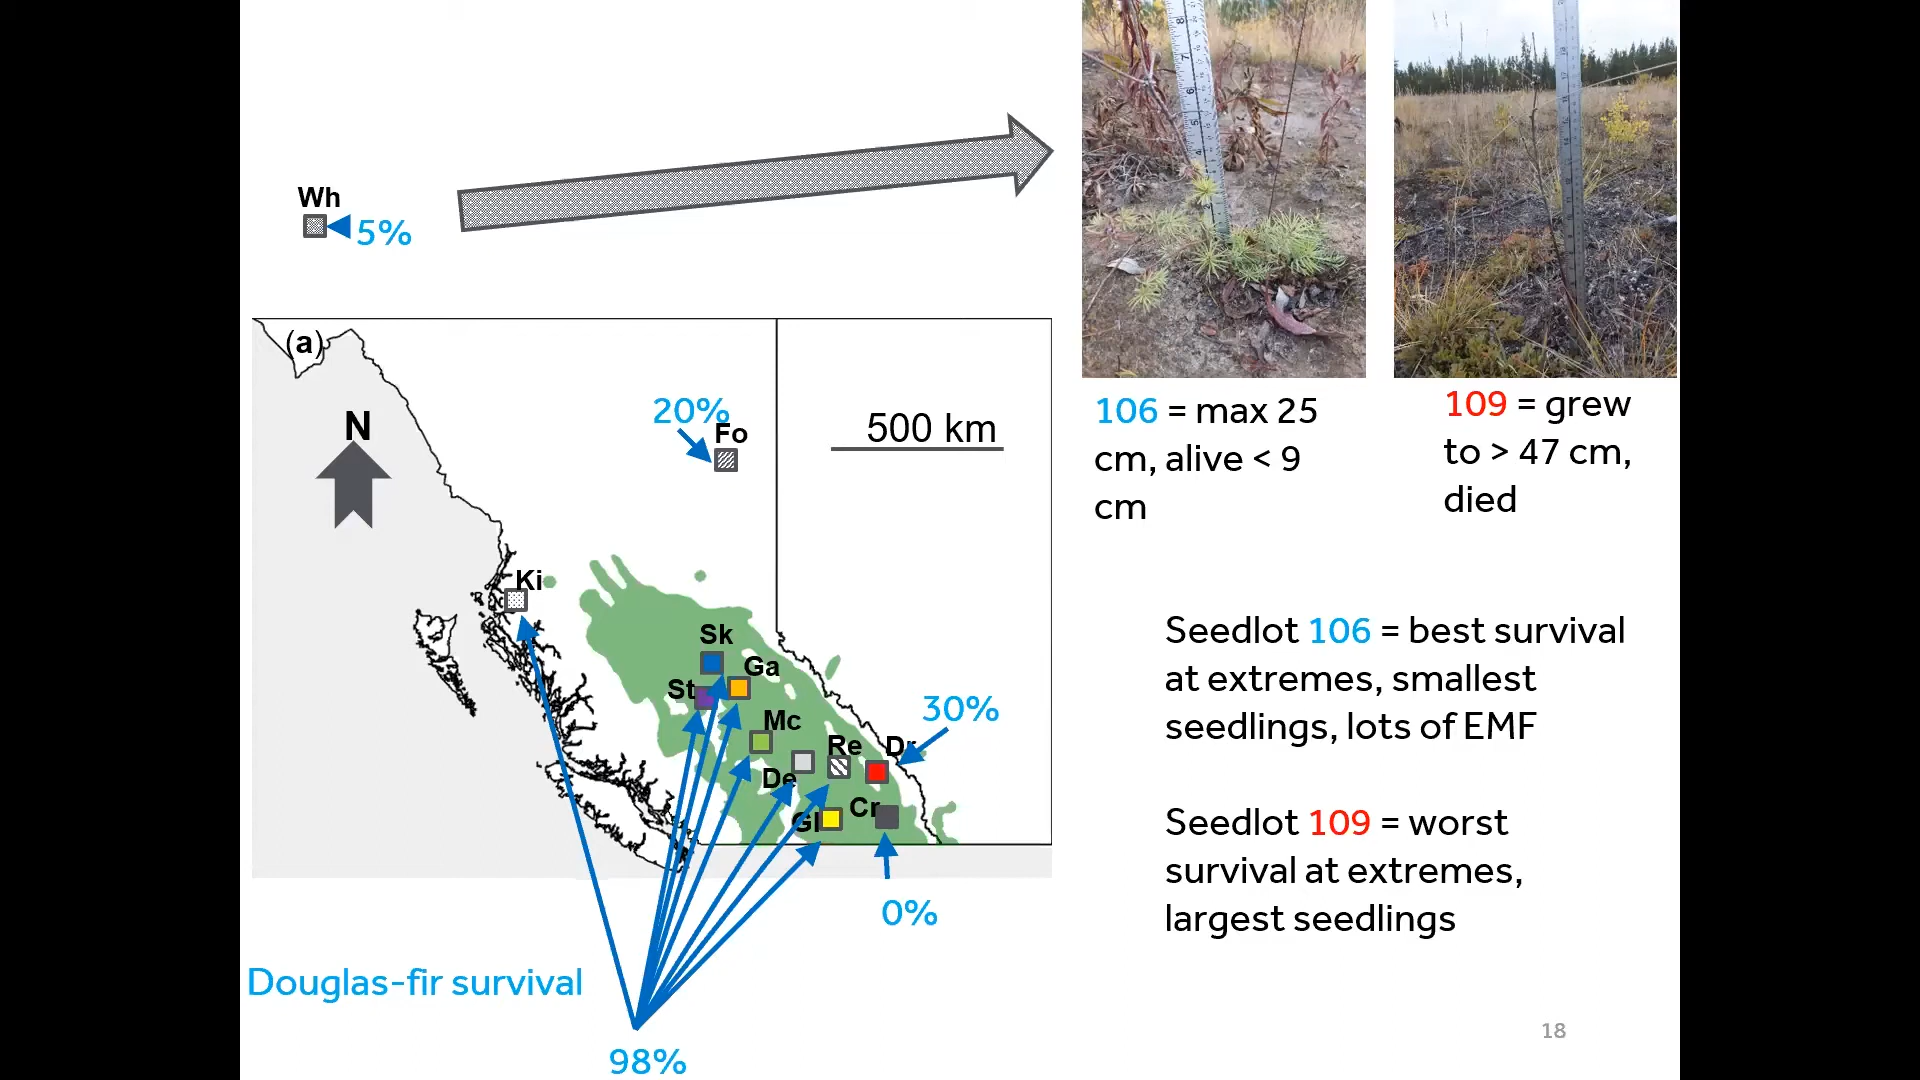 Wh
5%
(a)
N
20%
Fo
500 km
Ki
Sk
Ga
St
Mc
30%
Re
Dr
De
Cr
Gl
0%
Douglas-fir survival
98%
106 = max 25
cm, alive < 9
cm
109 = grew
to > 47 cm,
died
Seedlot 106 = best survival
at extremes, smallest
seedlings, lots of EMF
Seedlot 109 = worst
survival at extremes,
largest seedlings
18